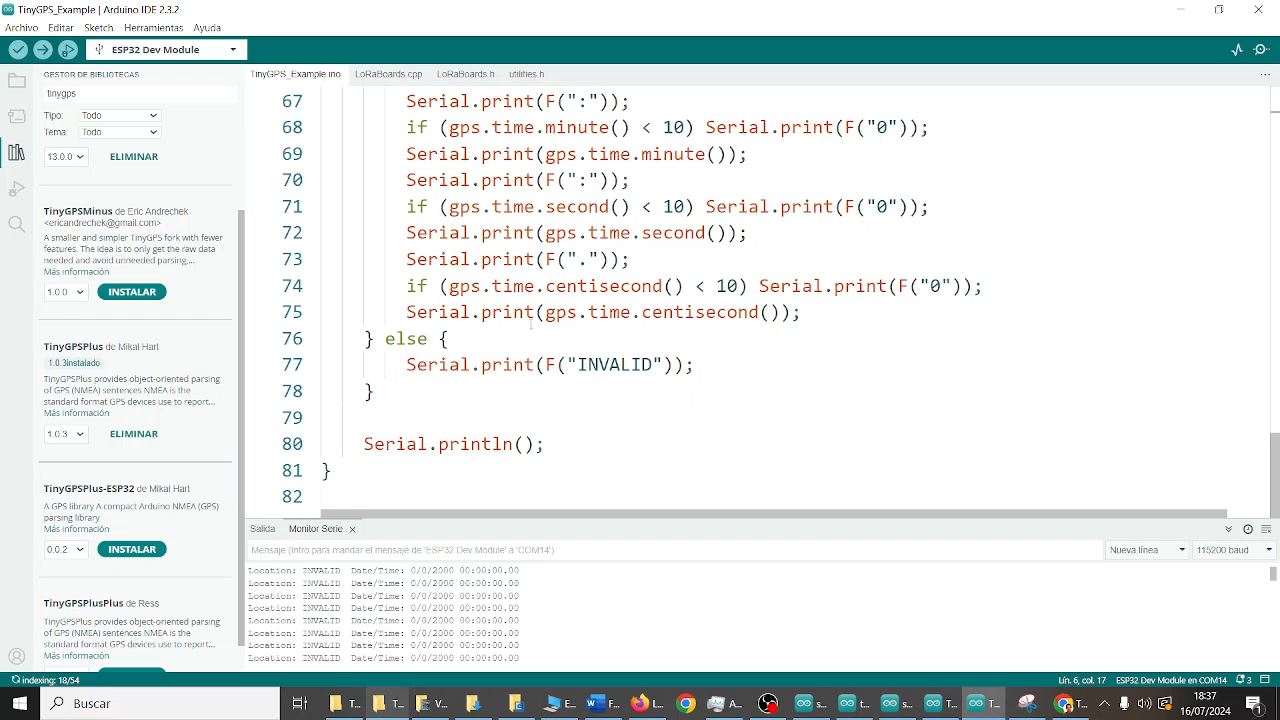 TinyGPS_Example | Arduino IDE 2.3.2
Archivo Editar Sketch Herramientas Ayuda
ESP32 Dev Module
GESTOR DE BIBLIOTECAS
tinygps
Tipo: Todo
Tema: Todo
13.0.0 ELIMINAR
TinyGPSMinus de Eric Andrechek
<ericandrechek@gmail.com>
A smaller and simpler TinyGPS fork with fewer
features. The idea is to only get the raw data
needed and avoid unneeded parsing,...
Más información
1.0.0 INSTALAR
TinyGPSPlus de Mikal Hart
1.0.3instalado
TinyGPSPlus provides object-oriented parsing
of GPS (NMEA) sentences NMEA is the
standard format GPS devices use to report...
Más información
1.0.3 ELIMINAR
TinyGPSPlus-ESP32 de Mikal Hart
A GPS library A compact Arduino NMEA (GPS)
parsing library
Más información
0.0.2 INSTALAR
TinyGPSPlusPlus de Ress
TinyGPSPlus provides object-oriented parsing
of GPS (NMEA) sentences NMEA is the
standard format GPS devices use to report...
Más información
TinyGPS_Example.ino LoRaBoards.cpp LoRaBoards.h utilities.h
67 Serial.print(F(":"));
68 if (gps.time.minute() < 10) Serial.print(F("0"));
69 Serial.print(gps.time.minute());
70 Serial.print(F(":"));
71 if (gps.time.second() < 10) Serial.print(F("0"));
72 Serial.print(gps.time.second());
73 Serial.print(F("."));
74 if (gps.time.centisecond() < 10) Serial.print(F("0"));
75 Serial.print(gps.time.centisecond());
76 } else {
77 Serial.print(F("INVALID"));
78 }
79
80 Serial.println();
81 }
82
Salida Monitor Serie
Mensaje (Intro para mandar el mensaje de 'ESP32 Dev Module' a 'COM14') Nueva línea 115200 baud
Location: INVALID Date/Time: 0/0/2000 00:00:00.00
Location: INVALID Date/Time: 0/0/2000 00:00:00.00
Location: INVALID Date/Time: 0/0/2000 00:00:00.00
Location: INVALID Date/Time: 0/0/2000 00:00:00.00
Location: INVALID Date/Time: 0/0/2000 00:00:00.00
Location: INVALID Date/Time: 0/0/2000 00:00:00.00
Location: INVALID Date/Time: 0/0/2000 00:00:00.00
Location: INVALID Date/Time: 0/0/2000 00:00:00.00
indexing: 18/54 Lín. 6, col. 17 ESP32 Dev Module en COM14 3
Buscar T... T... V... E... W L... A... s... t... s... T... T... T... 18:37
16/07/2024